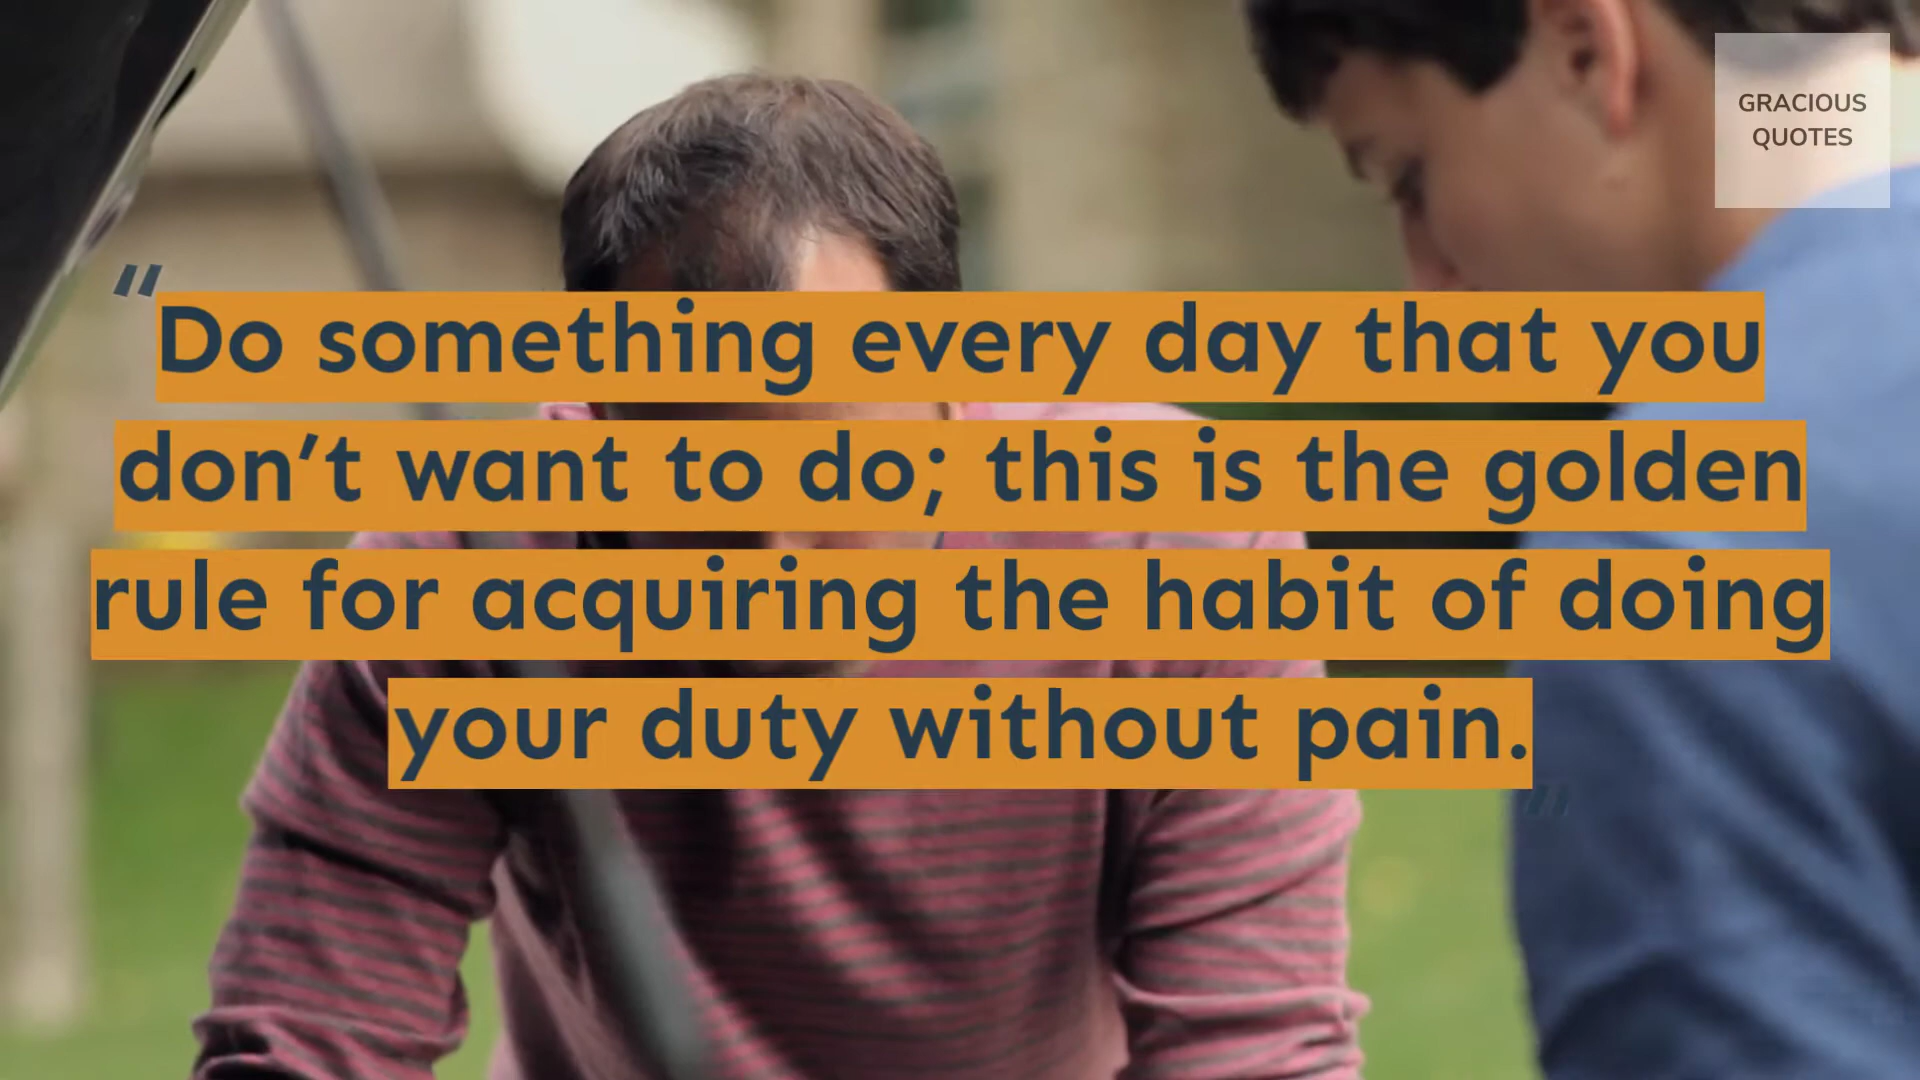 GRACIOUS
QUOTES
“Do something every day that you
don’t want to do; this is the golden
rule for acquiring the habit of doing
your duty without pain.”